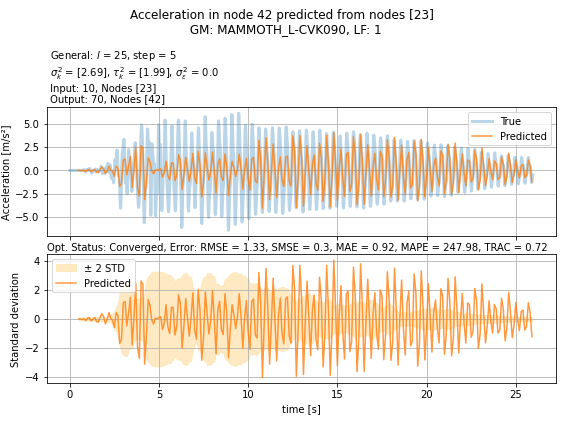 Acceleration in node 42 predicted from nodes [23]
GM: MAMMOTH_L-CVK090, LF: 1
General: l = 25, step = 5
σ²ₖ = [2.69], τ²ₖ = [1.99], σ²ε = 0.0
Input: 10, Nodes [23]
Output: 70, Nodes [42]
5.0
2.5
0.0
−2.5
−5.0
Acceleration [m/s²]
True
Predicted
Opt. Status: Converged, Error: RMSE = 1.33, SMSE = 0.3, MAE = 0.92, MAPE = 247.98, TRAC = 0.72
4
2
0
−2
−4
Standard deviation
± 2 STD
Predicted
0 5 10 15 20 25
time [s]